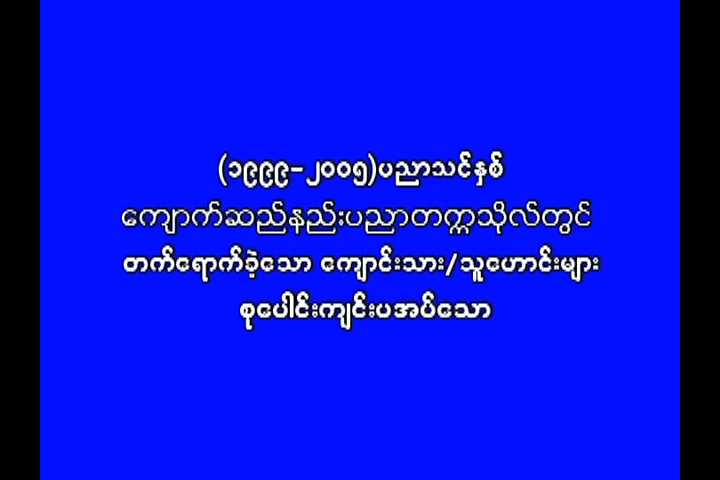 (၁၉၉၉-၂၀၀၅)ပညာသင်နှစ်
ကျောက်ဆည်နည်းပညာတက္ကသိုလ်တွင်
တက်ရောက်ခဲ့သော ကျောင်းသား/သူဟောင်းများ
စုပေါင်းကျင်းပအပ်သော